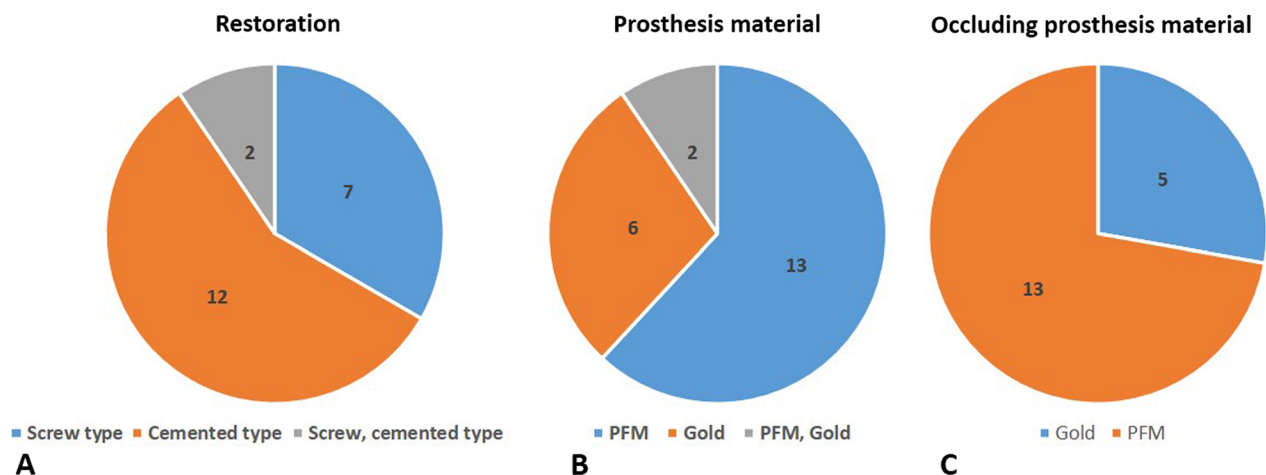 Restoration
2
7
12
Screw type Cemented type Screw, cemented type
A
Prosthesis material
2
6
13
PFM Gold PFM, Gold
B
Occluding prosthesis material
5
13
Gold PFM
C